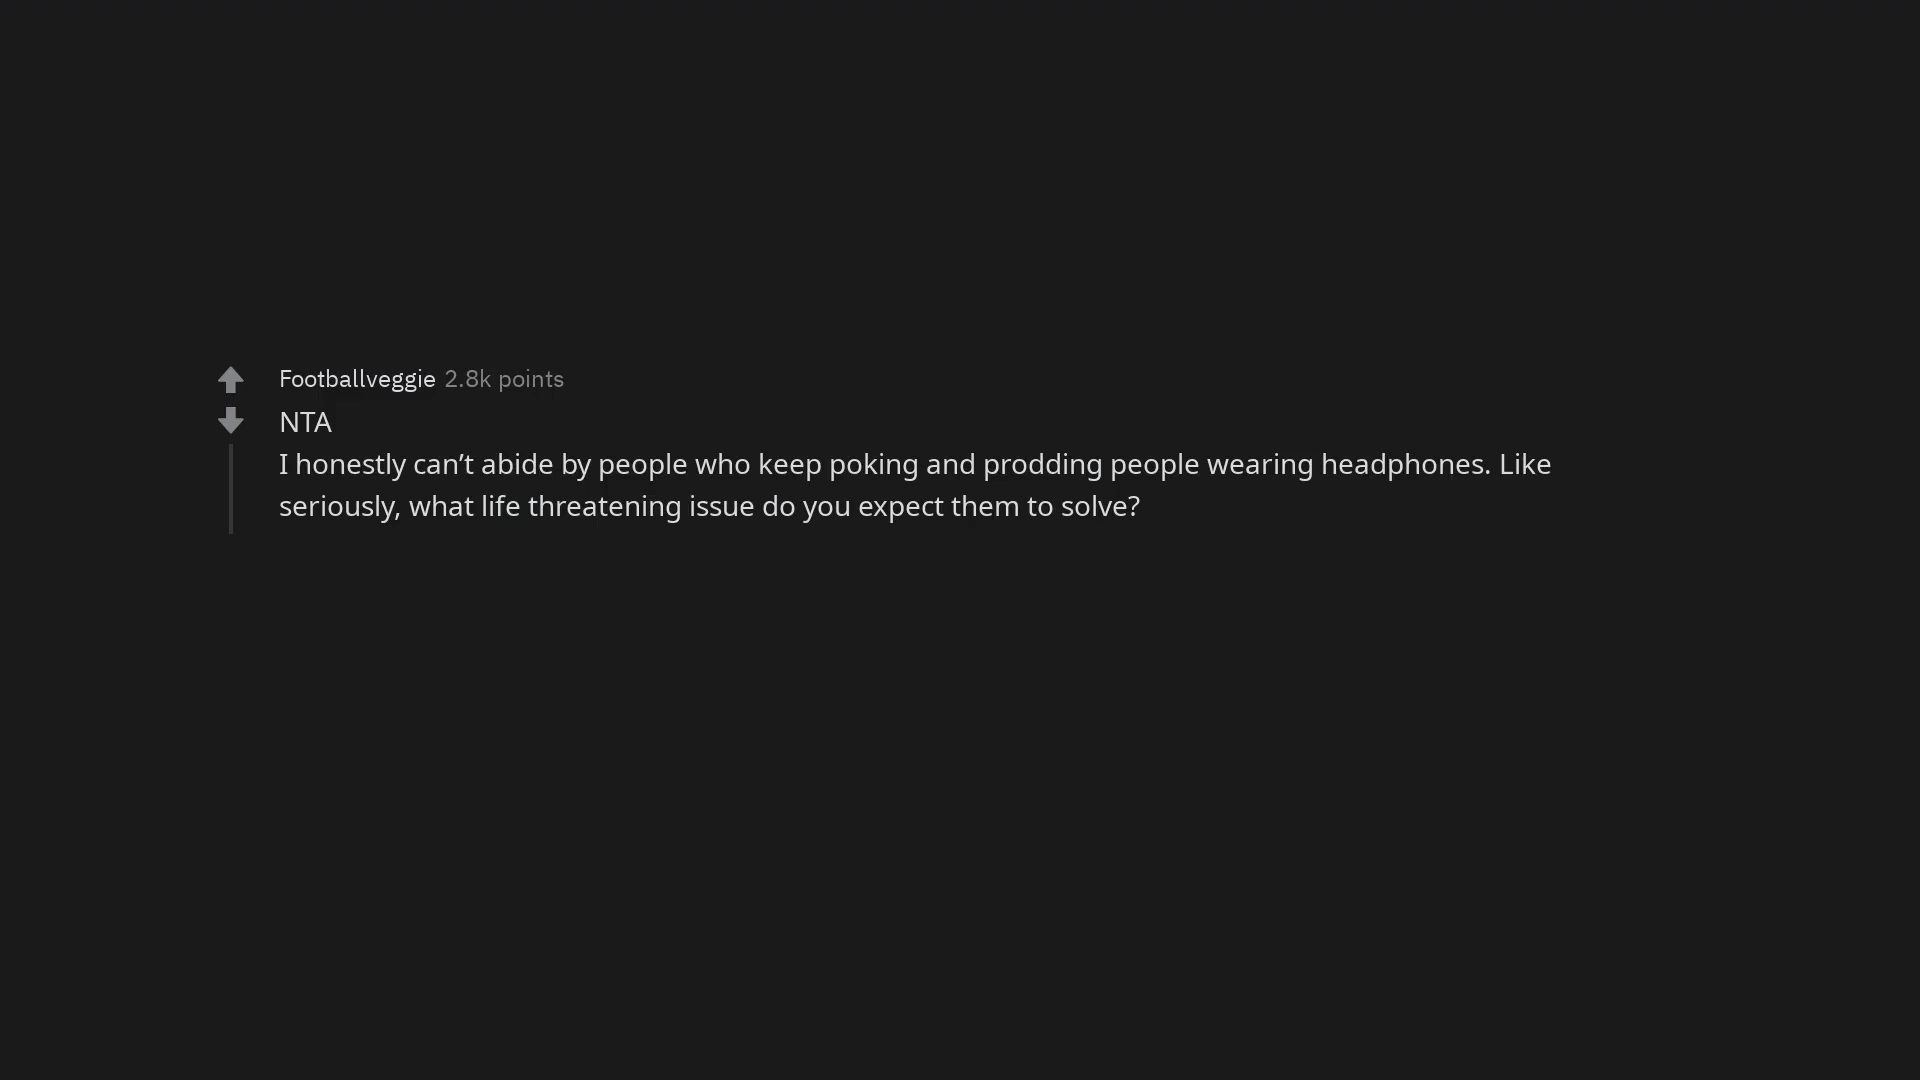 Footballveggie 2.8k points
NTA
I honestly can’t abide by people who keep poking and prodding people wearing headphones. Like
seriously, what life threatening issue do you expect them to solve?